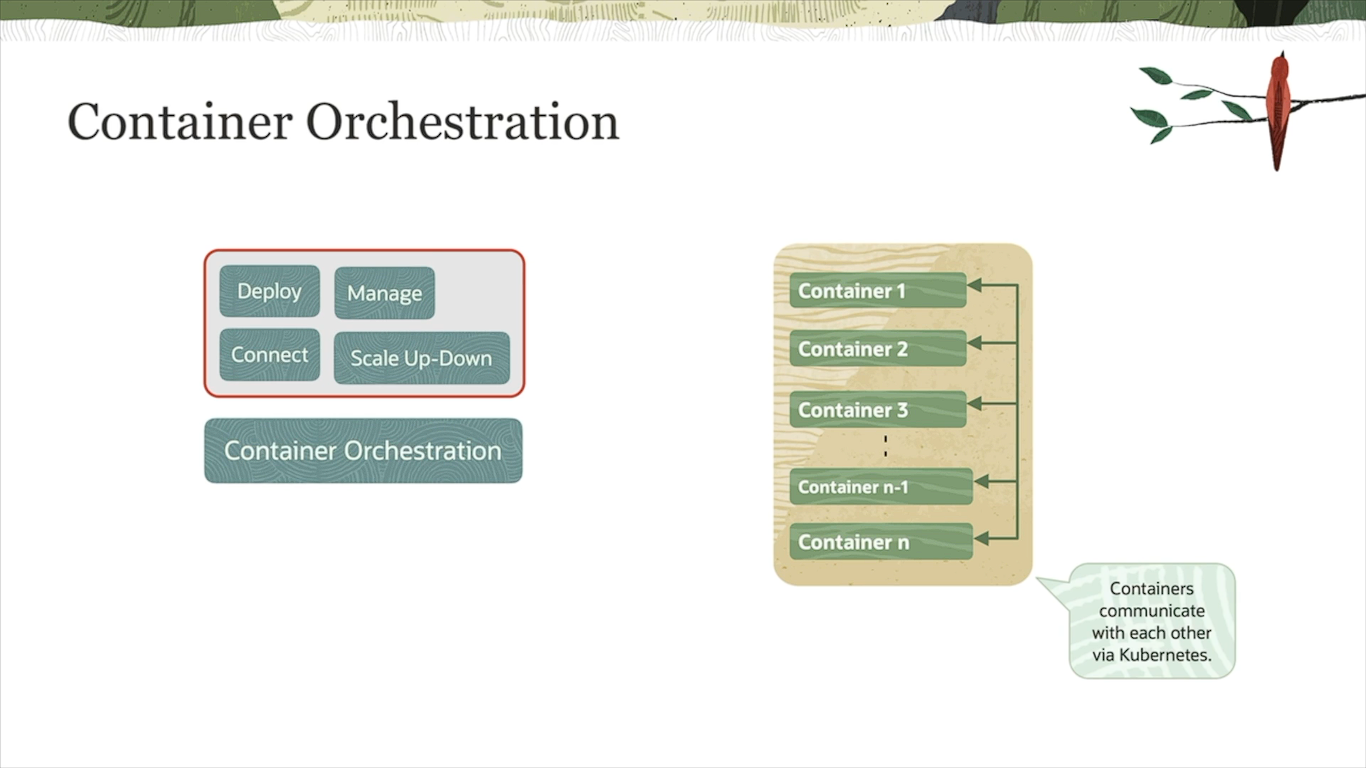 Container Orchestration
Deploy
Manage
Connect
Scale Up-Down
Container Orchestration
Container 1
Container 2
Container 3
Container n-1
Container n
Containers
communicate
with each other
via Kubernetes.